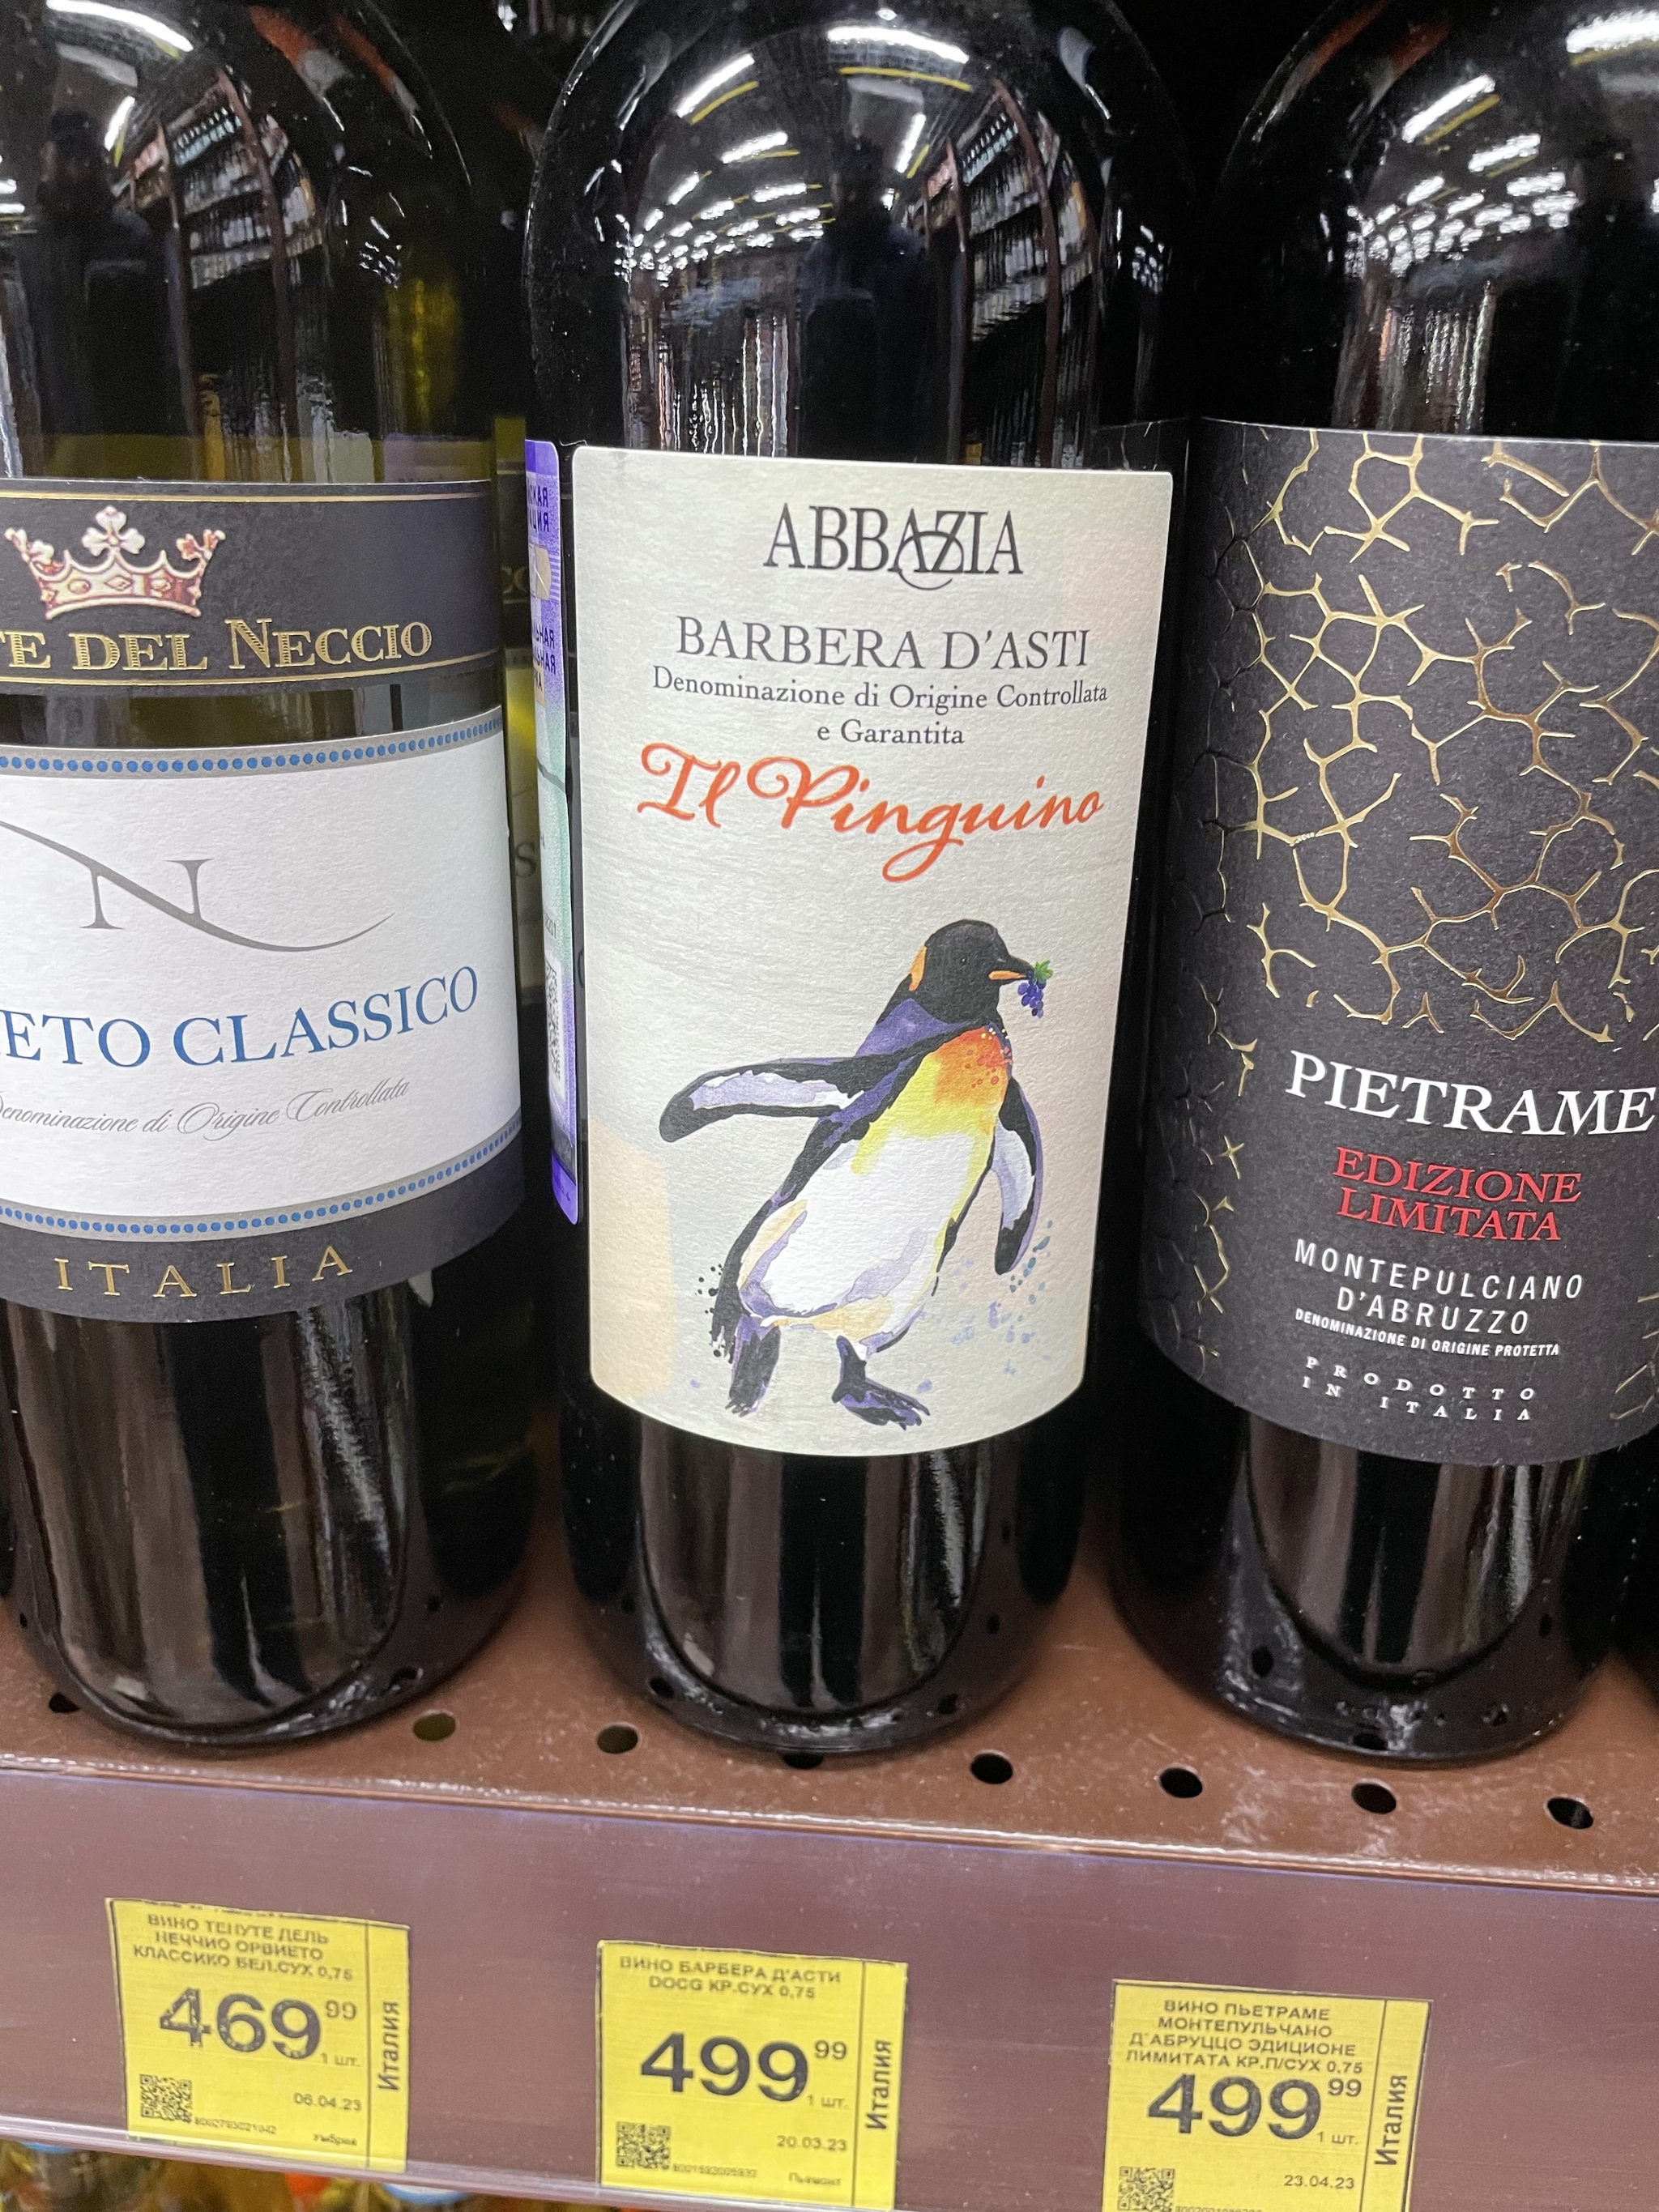 TE DEL NECCIO
N
ETO CLASSICO
Denominazione di Origine Controllata
ITALIA
ABBAZIA
BARBERA D'ASTI
Denominazione di Origine Controllata
e Garantita
Il Pinguino
PIETRAME
EDIZIONE
LIMITATA
MONTEPULCIANO
D'ABRUZZO
DENOMINAZIONE DI ORIGINE PROTETTA
PRODOTTO
IN ITALIA
ВИНО ТЕНУТЕ ДЕЛЬ
НЕЧЧИО ОРВИЕТО
КЛАССИКО БЕЛ.СУХ 0,75
469 99
1 шт.
06.04.23
Умбрия
Италия
ВИНО БАРБЕРА Д'АСТИ
DOCG КР.СУХ 0,75
499 99
1 шт.
20.03.23
Пьемонт
Италия
ВИНО ПЬЕТРАМЕ
МОНТЕПУЛЬЧАНО
Д`АБРУЦЦО ЭДИЦИОНЕ
ЛИМИТАТА КР.П/СУХ 0.75
499 99
1 шт.
23.04.23
Италия